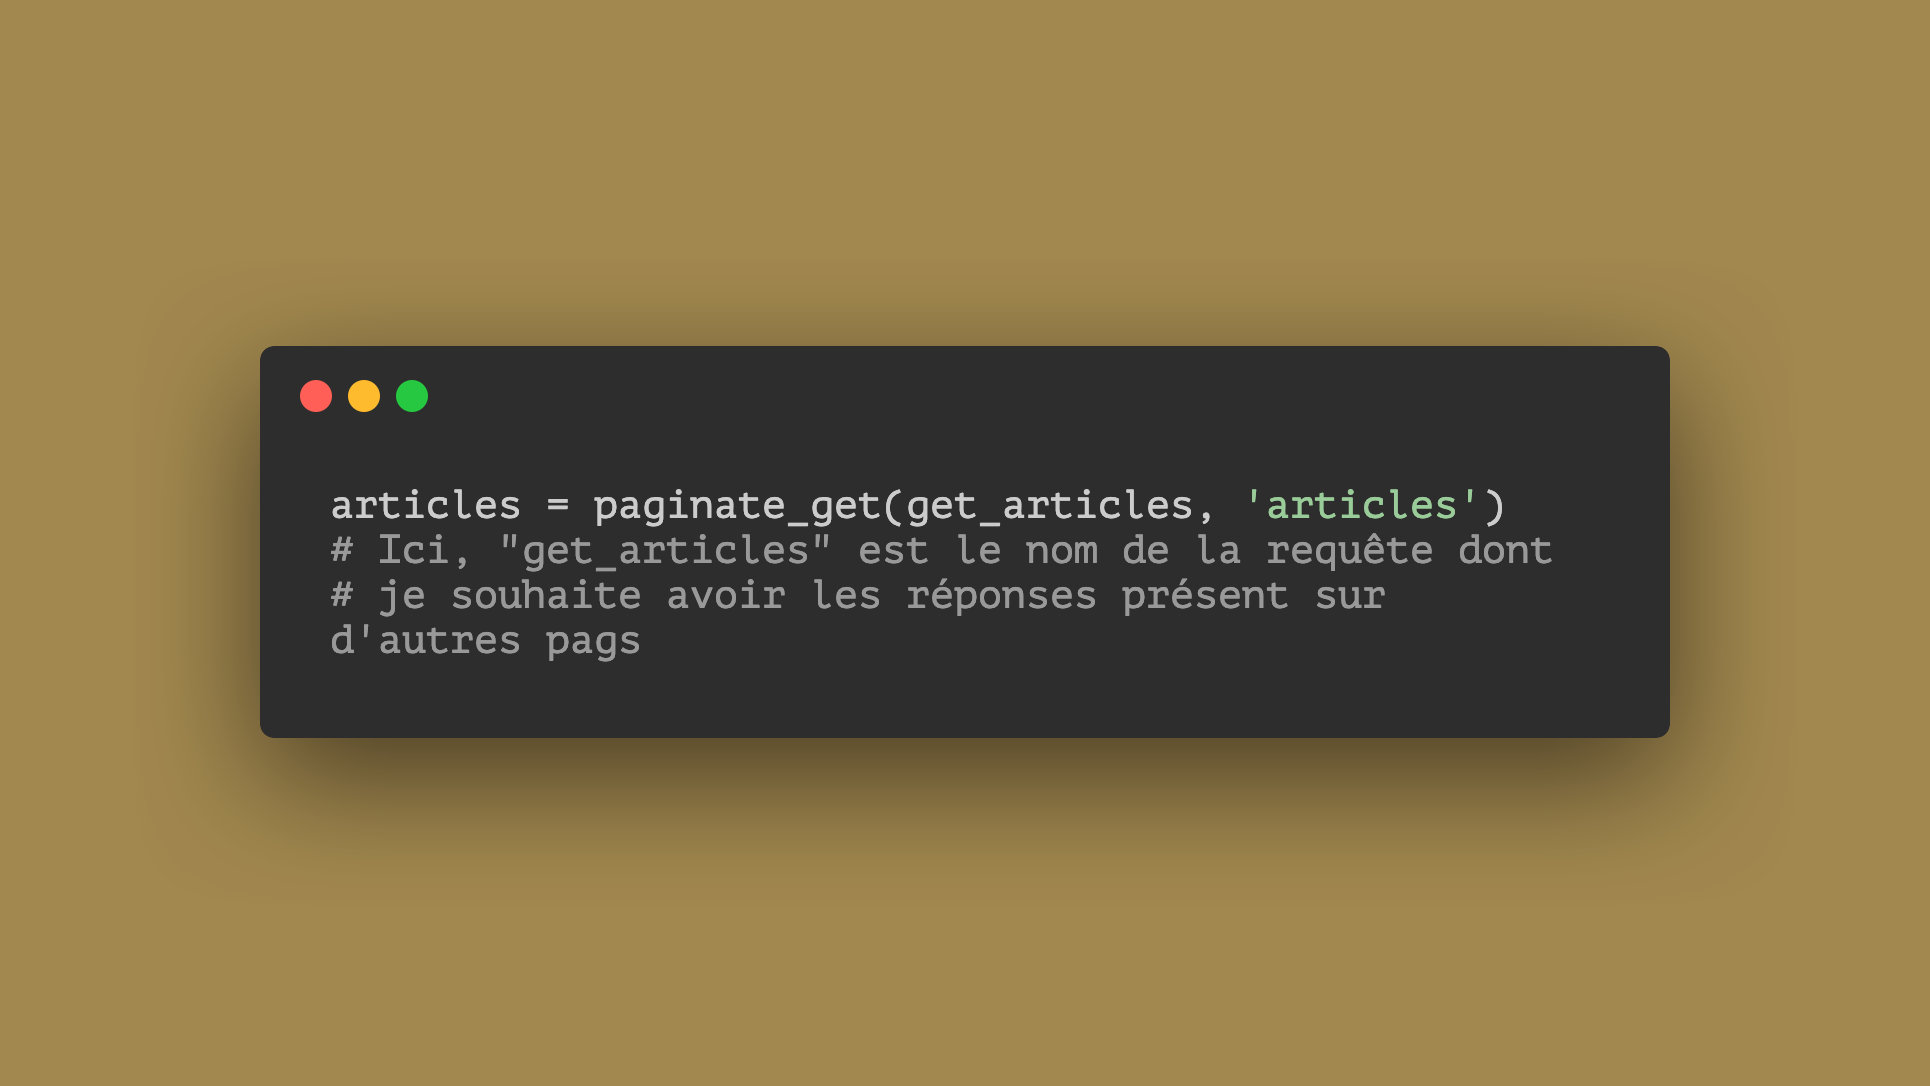 articles = paginate_get(get_articles, 'articles')
# Ici, "get_articles" est le nom de la requête dont
# je souhaite avoir les réponses présent sur
d'autres pags